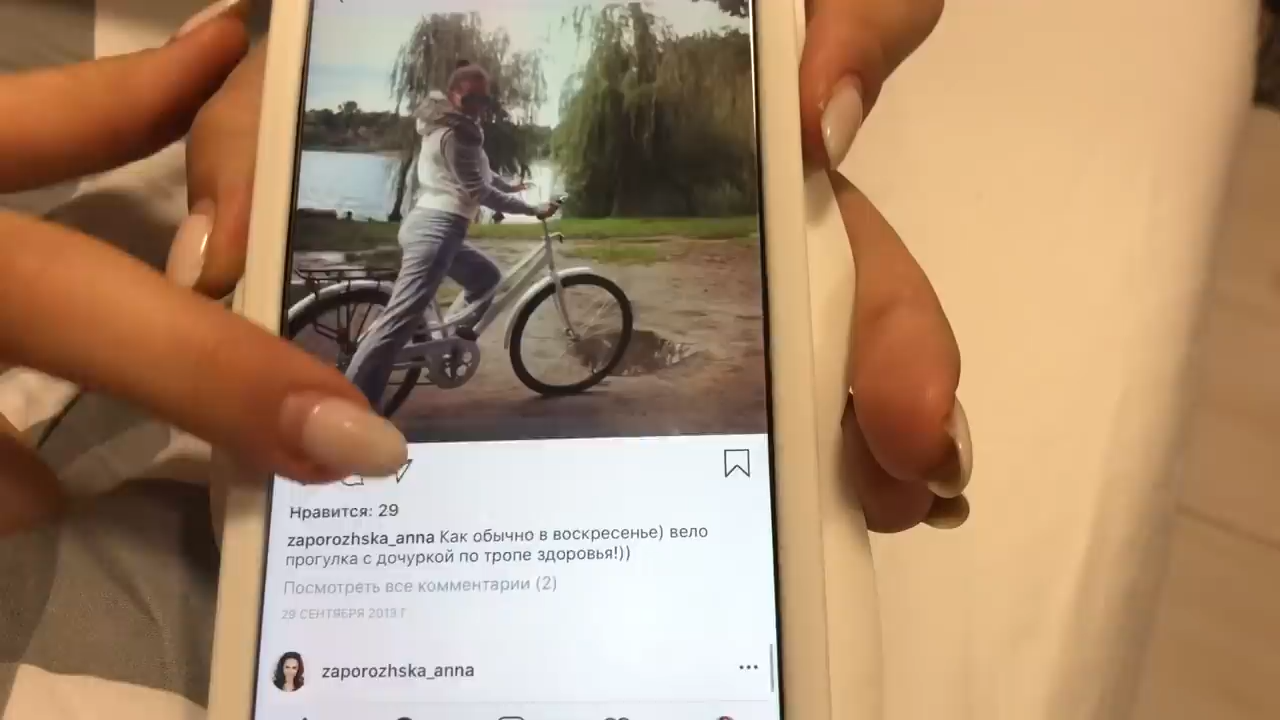 Нравится: 29
zaporozhska_anna Как обычно в воскресенье) вело
прогулка с дочуркой по тропе здоровья!))
Посмотреть все комментарии (2)
29 СЕНТЯБРЯ 2013 Г.
zaporozhska_anna